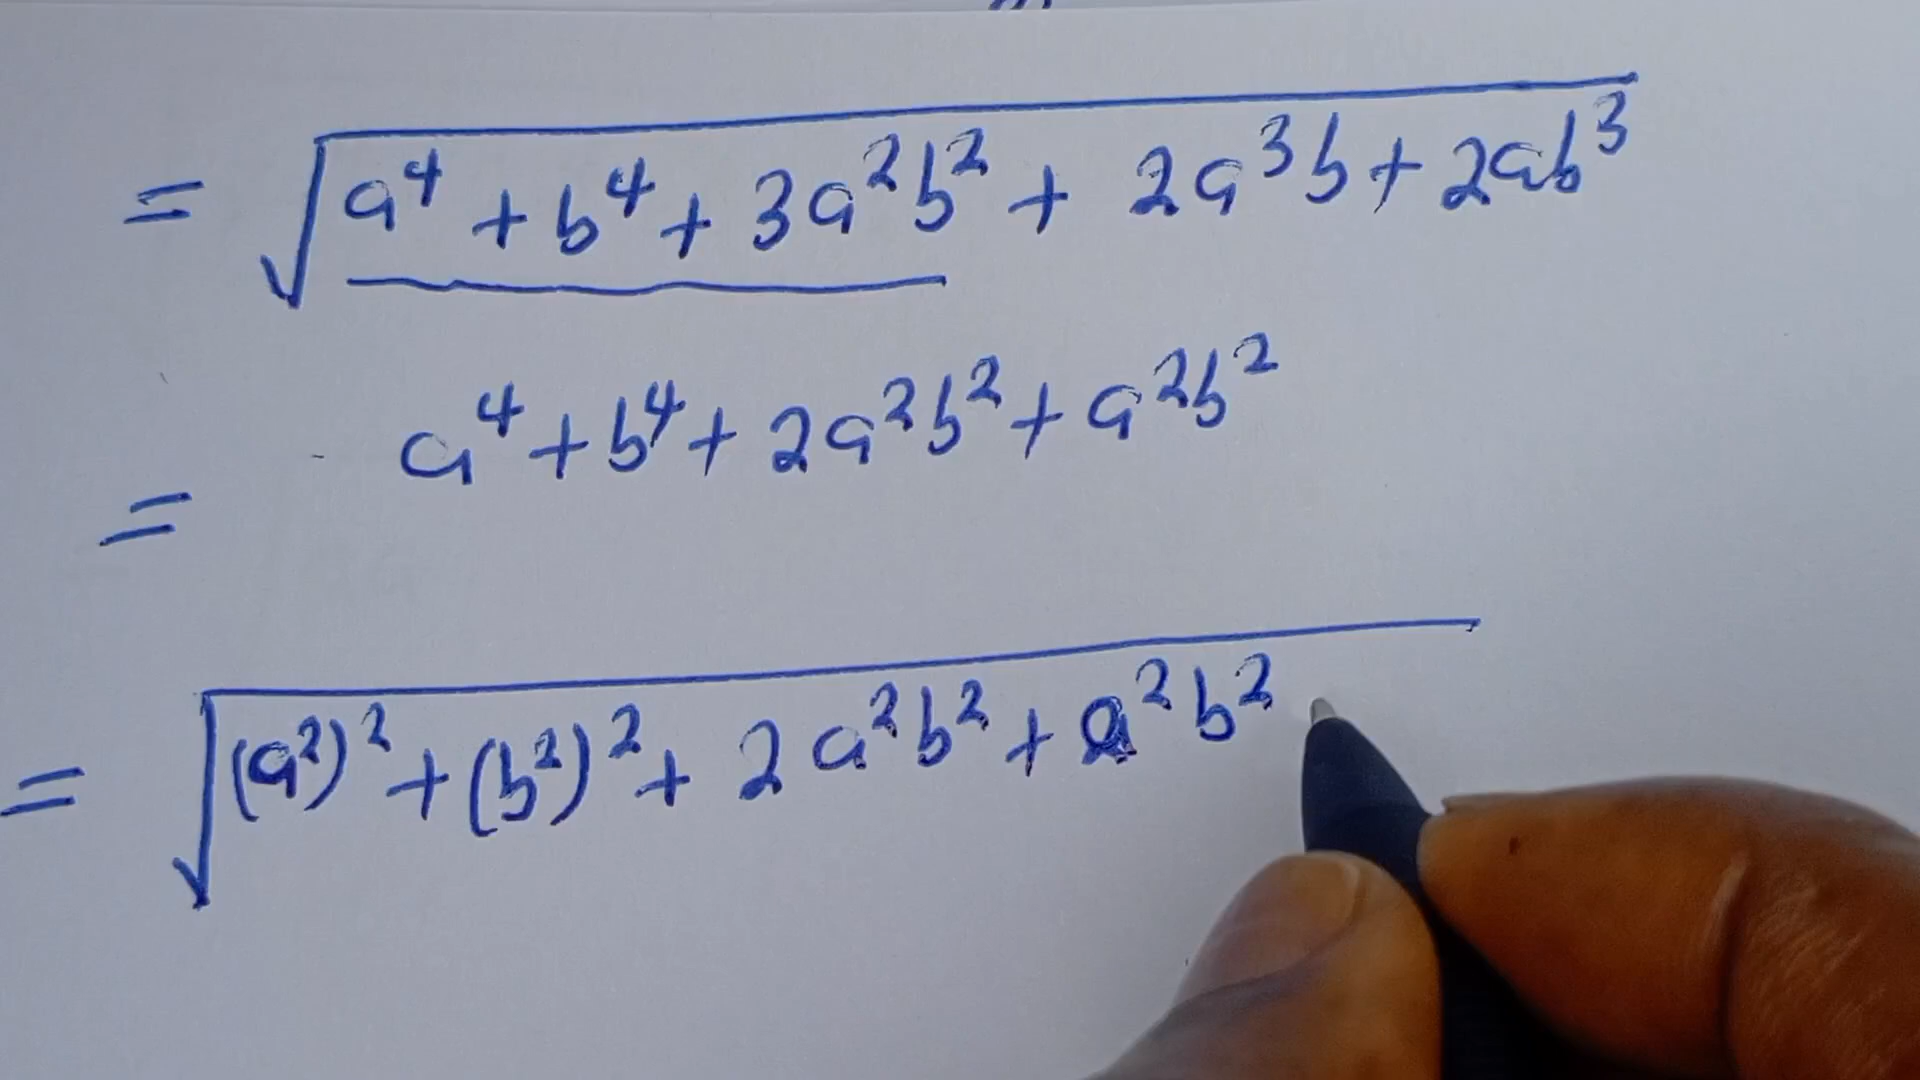 = √(a⁴ + b⁴ + 3a²b² + 2a³b + 2ab³)
a⁴ + b⁴ + 2a²b² + a²b²
=
= √((a²)² + (b²)² + 2a²b² + a²b²